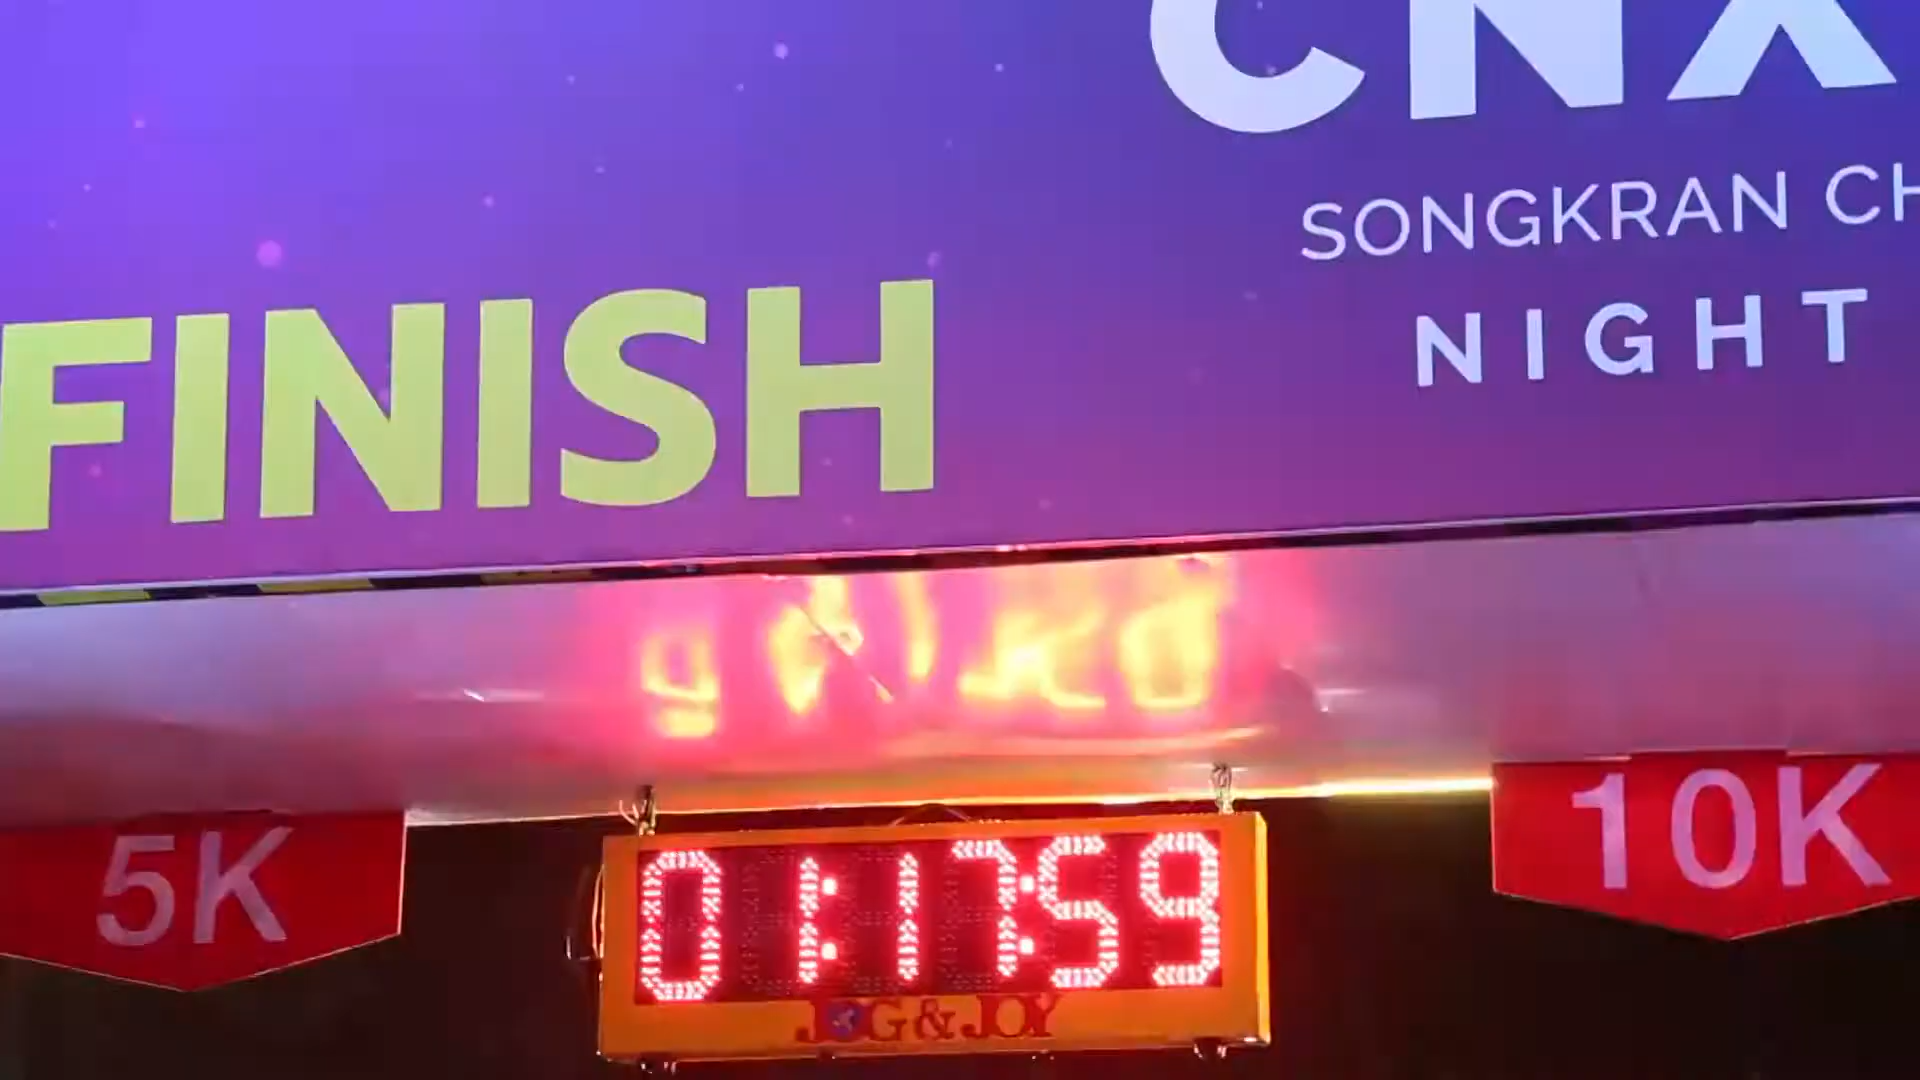 CNX
SONGKRAN CH
NIGHT
FINISH
5K
10K
01:17:59
JOG & JOY